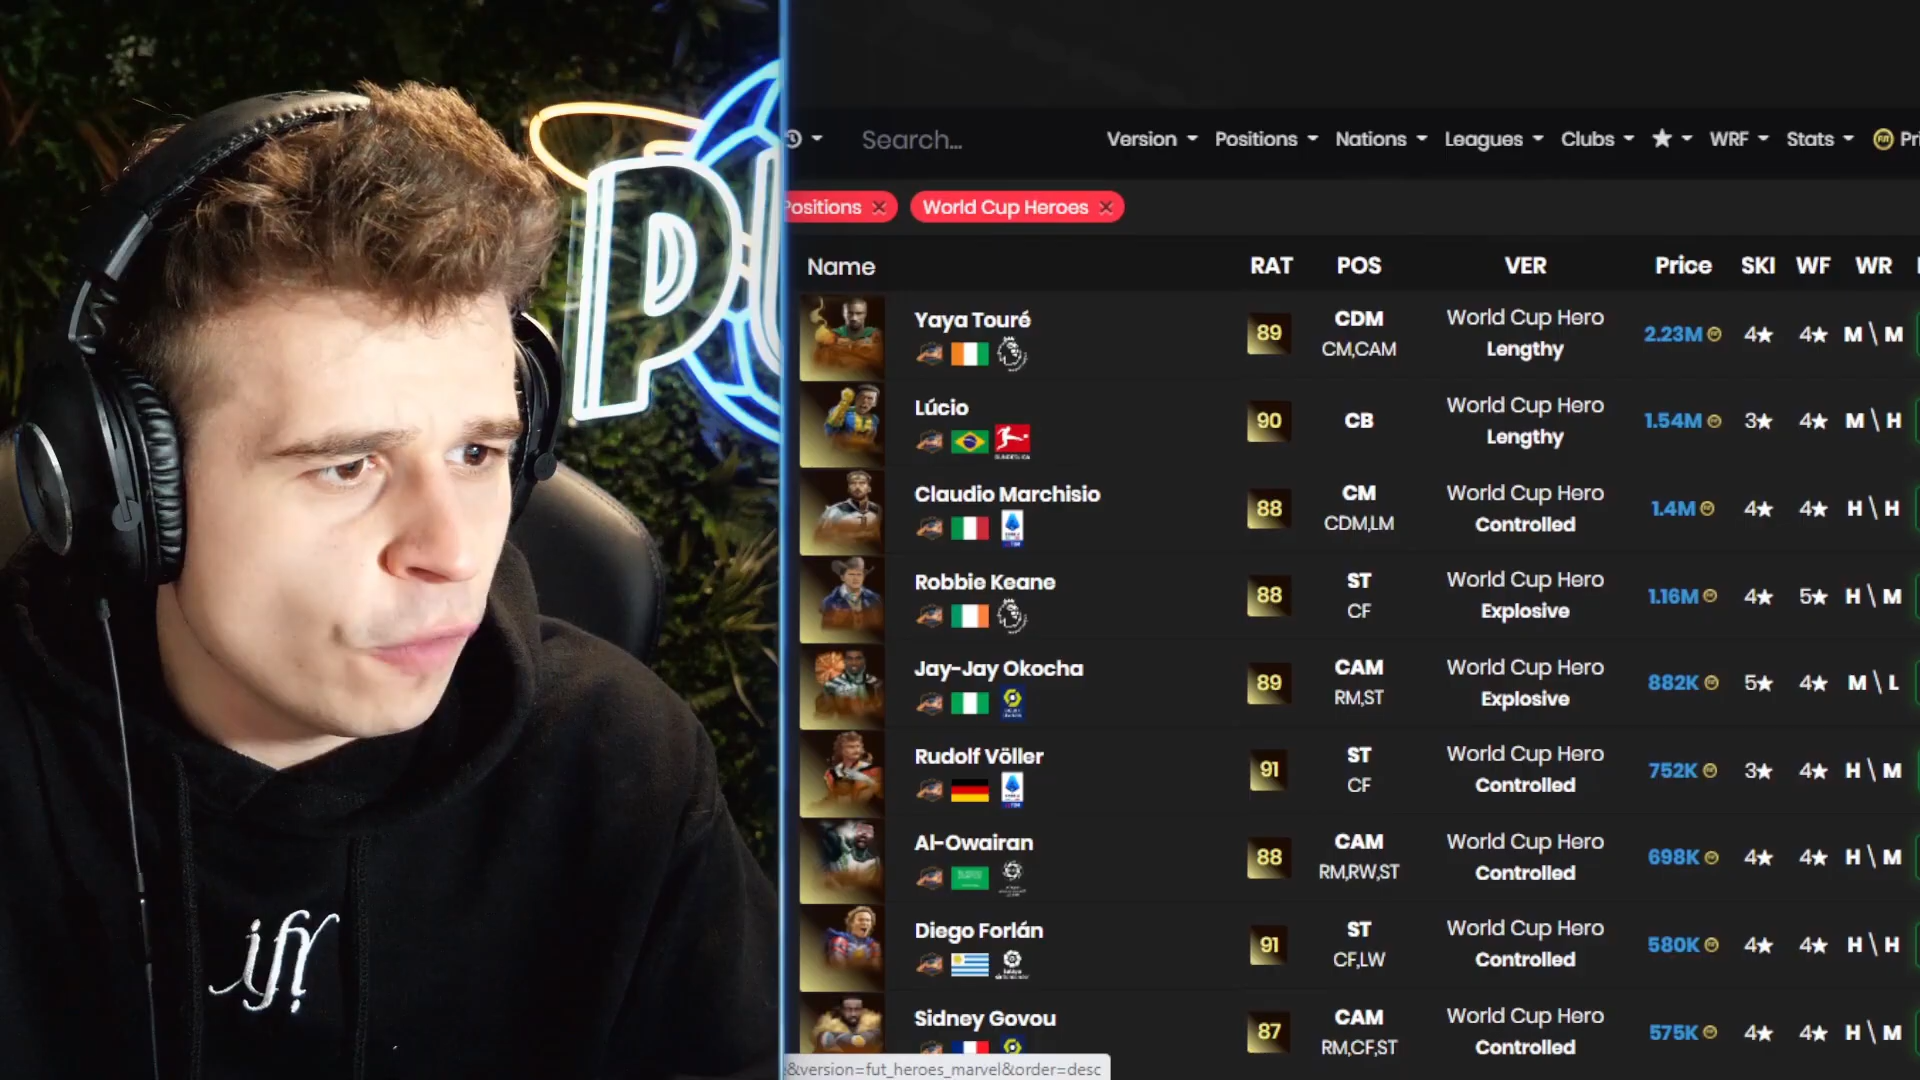 PU
ify!
Search...
Version Positions Nations Leagues Clubs ★ WRF Stats Pri
Positions × World Cup Heroes ×
Name RAT POS VER Price SKI WF WR
Yaya Touré 89 CDM CM,CAM World Cup Hero Lengthy 2.23M 4★ 4★ M \ M
Lúcio 90 CB World Cup Hero Lengthy 1.54M 3★ 4★ M \ H
Claudio Marchisio 88 CM CDM,LM World Cup Hero Controlled 1.4M 4★ 4★ H \ H
Robbie Keane 88 ST CF World Cup Hero Explosive 1.16M 4★ 5★ H \ M
Jay-Jay Okocha 89 CAM RM,ST World Cup Hero Explosive 882K 5★ 4★ M \ L
Rudolf Völler 91 ST CF World Cup Hero Controlled 752K 3★ 4★ H \ M
Al-Owairan 88 CAM RM,RW,ST World Cup Hero Controlled 698K 4★ 4★ H \ M
Diego Forlán 91 ST CF,LW World Cup Hero Controlled 580K 4★ 4★ H \ H
Sidney Govou 87 CAM RM,CF,ST World Cup Hero Controlled 575K 4★ 4★ H \ M
&version=fut_heroes_marvel&order=desc